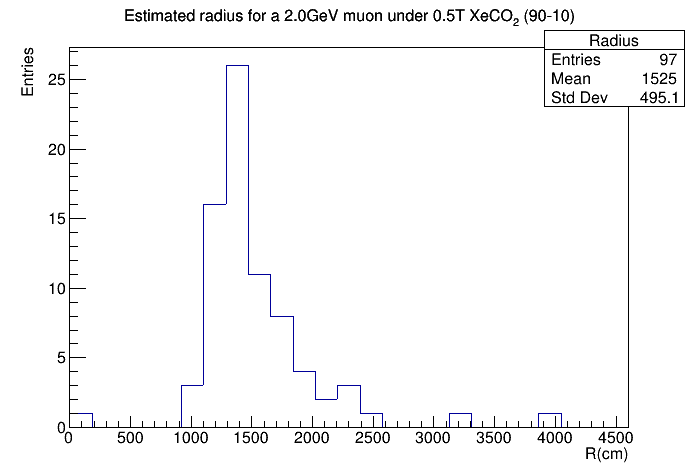 Estimated radius for a 2.0GeV muon under 0.5T XeCO₂ (90-10)
Radius
Entries 97
Mean 1525
Std Dev 495.1
Entries
25
20
15
10
5
0
0 500 1000 1500 2000 2500 3000 3500 4000 4500
R(cm)